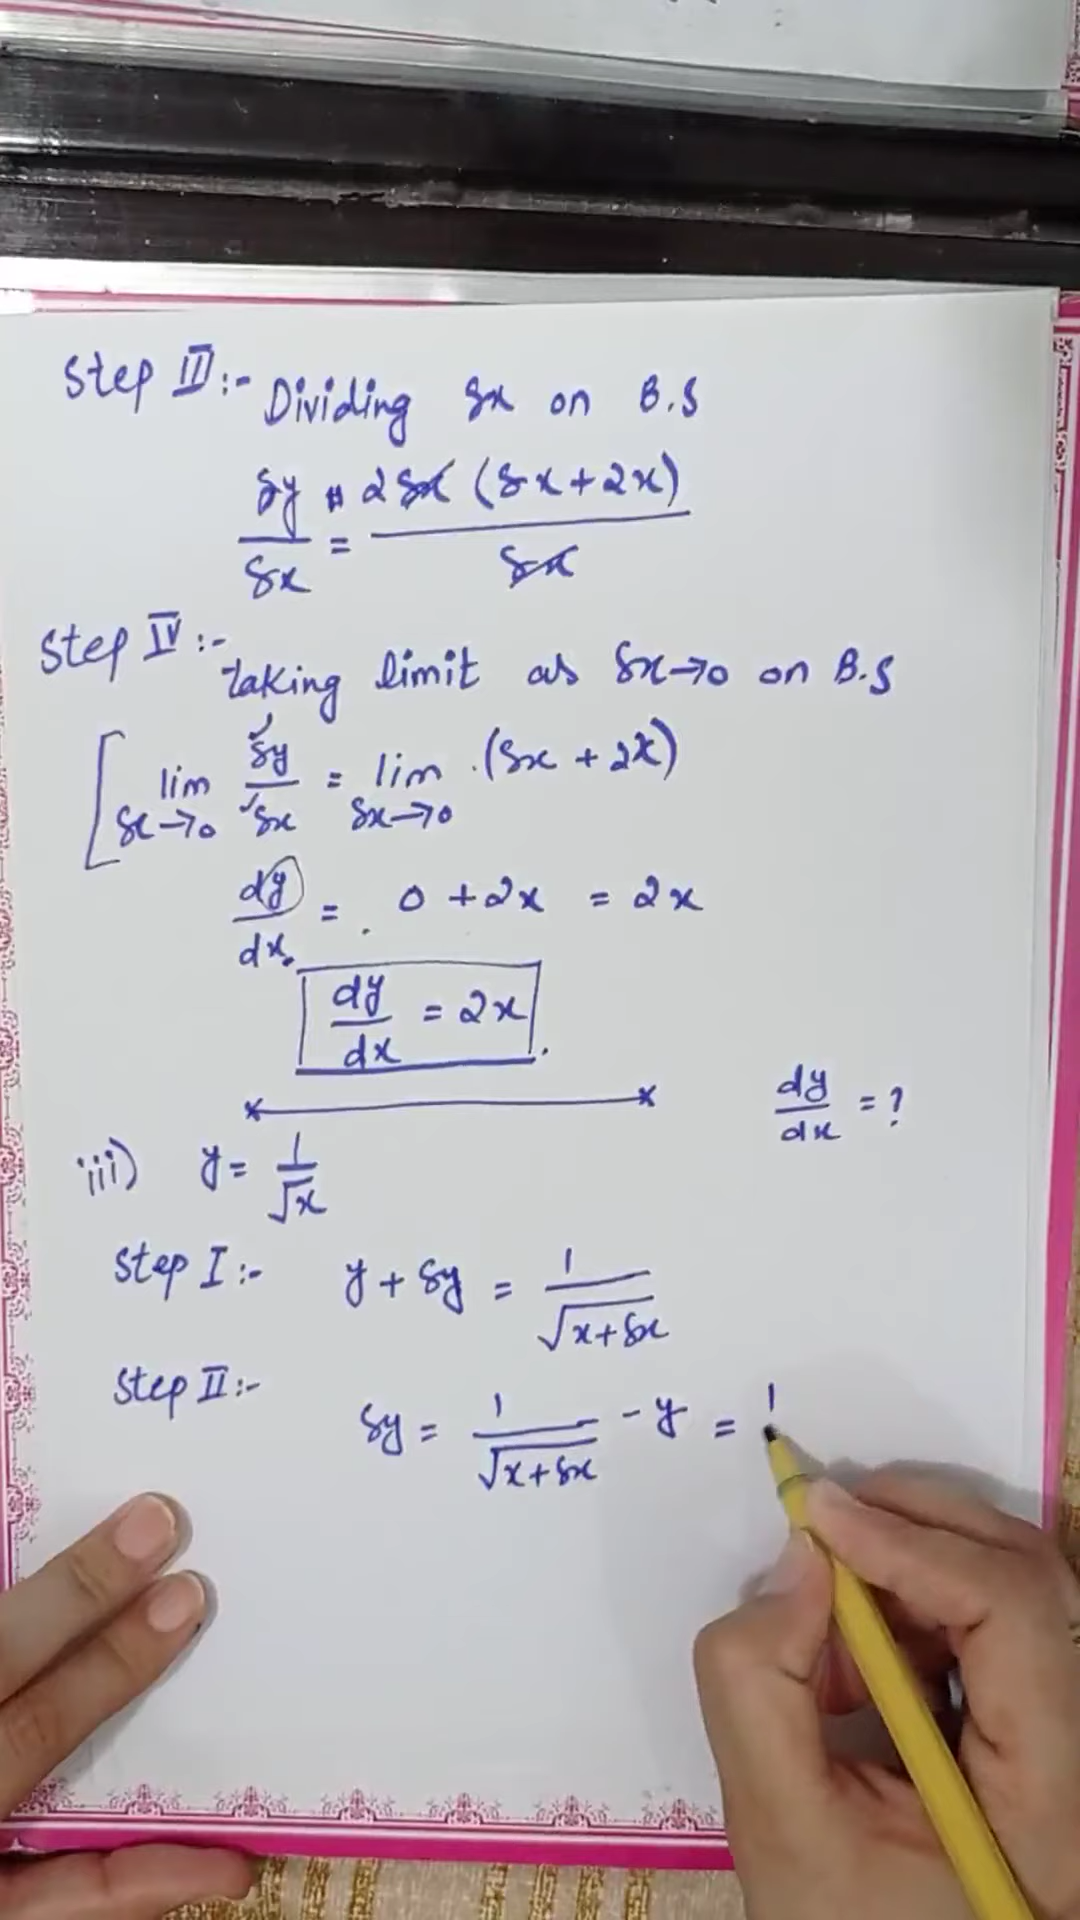 Step III:- Dividing δx on B.S
δy/δx = 2δx (δx+2x)/δx
Step IV:- taking limit as δx→0 on B.S
lim δx→0 δy/δx = lim δx→0 (δx + 2x)
dy/dx = 0 + 2x = 2x
dy/dx = 2x
dy/dx = ?
iii) y = 1/√x
Step I:- y + δy = 1/√x+δx
Step II:-
δy = 1/√x+δx - y = 1